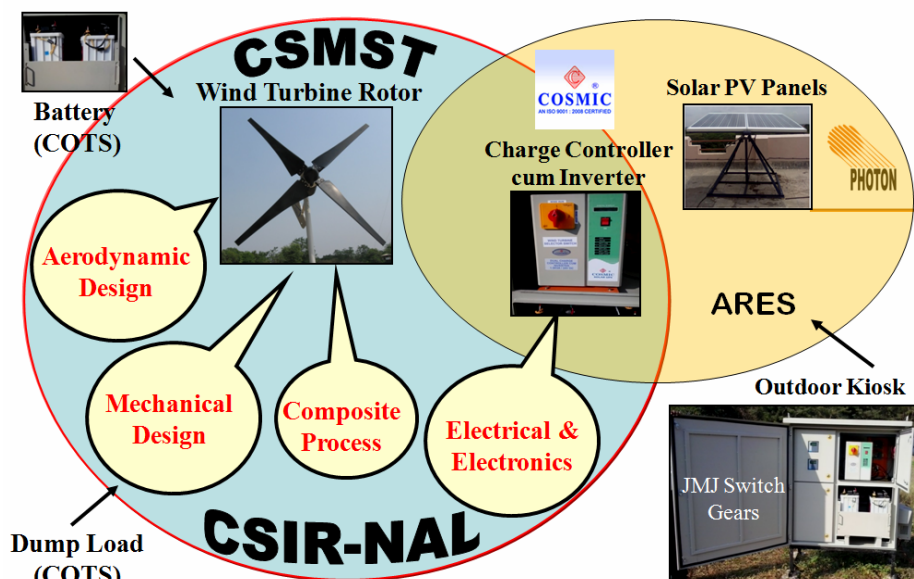 CSMST
Battery
(COTS)
Wind Turbine Rotor
C
®
COSMIC
AN ISO 9001 : 2008 CERTIFIED
Charge Controller
cum Inverter
Solar PV Panels
PHOTON
Aerodynamic
Design
Mechanical
Design
Composite
Process
Electrical &
Electronics
ARES
Outdoor Kiosk
JMJ Switch
Gears
CSIR-NAL
Dump Load
(COTS)